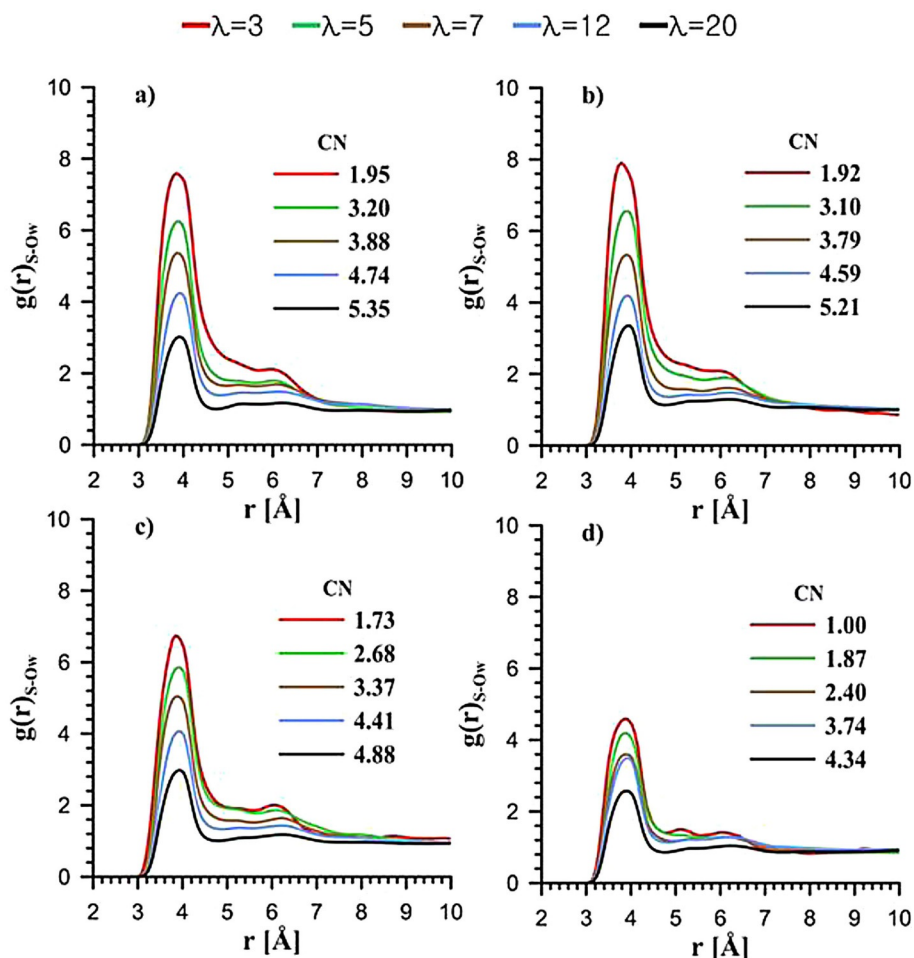 λ=3 λ=5 λ=7 λ=12 λ=20
a)
10
8
6
4
2
0
g(r)S-Ow
CN
1.95
3.20
3.88
4.74
5.35
2 3 4 5 6 7 8 9 10
r [Å]
b)
10
8
6
4
2
0
g(r)S-Ow
CN
1.92
3.10
3.79
4.59
5.21
2 3 4 5 6 7 8 9 10
r [Å]
c)
10
8
6
4
2
0
g(r)S-Ow
CN
1.73
2.68
3.37
4.41
4.88
2 3 4 5 6 7 8 9 10
r [Å]
d)
10
8
6
4
2
0
g(r)S-Ow
CN
1.00
1.87
2.40
3.74
4.34
2 3 4 5 6 7 8 9 10
r [Å]